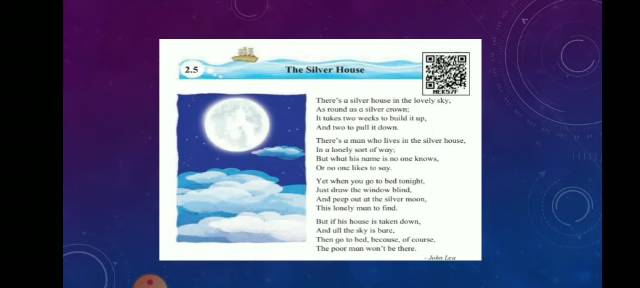 2.5
The Silver House
HEKS7F
There's a silver house in the lovely sky,
As round as a silver crown;
It takes two weeks to build it up,
And two to pull it down.
There's a man who lives in the silver house,
In a lonely sort of way;
But what his name is no one knows,
Or no one likes to say.
Yet when you go to bed tonight,
Just draw the window blind,
And peep out at the silver moon,
This lonely man to find.
But if his house is taken down,
And all the sky is bare,
Then go to bed, because, of course,
The poor man won't be there.
- John Lea